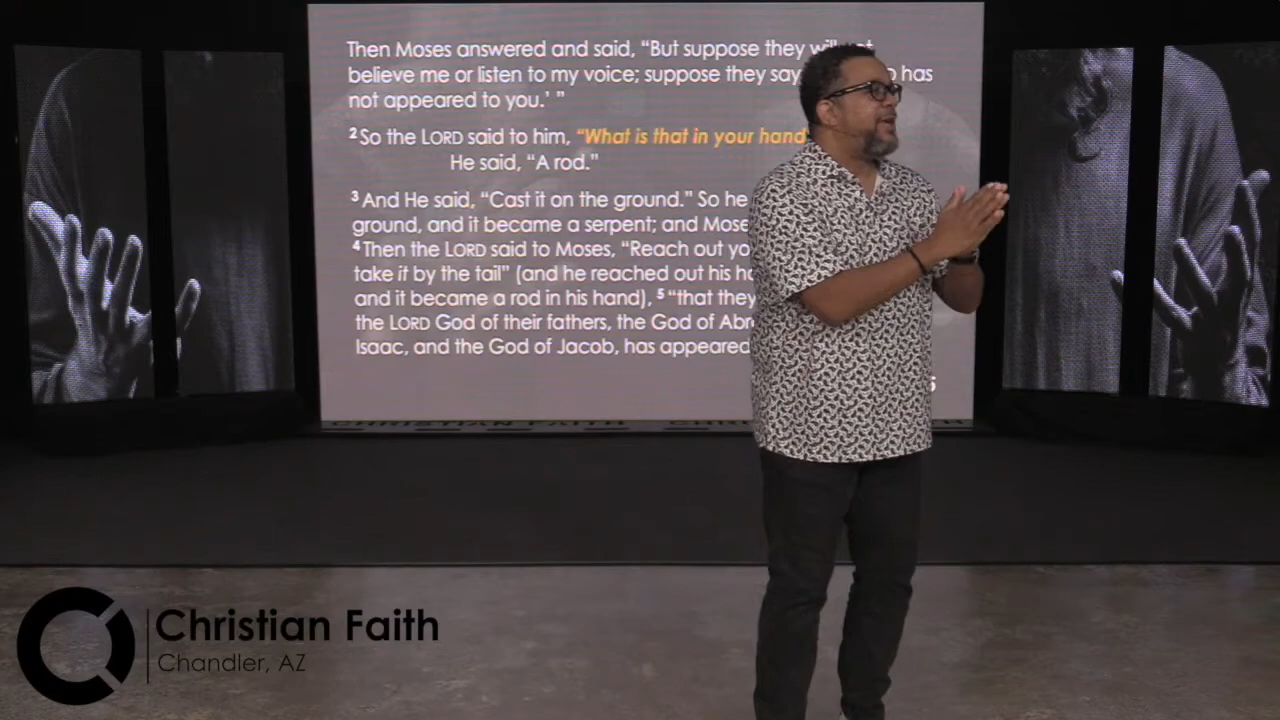 Then Moses answered and said, “But suppose they will not
believe me or listen to my voice; suppose they say has
not appeared to you.’ ”
2 So the LORD said to him, “What is that in your hand
He said, “A rod.”
3 And He said, “Cast it on the ground.” So he
ground, and it became a serpent; and Mose
4 Then the LORD said to Moses, “Reach out yo
take it by the tail” (and he reached out his
and it became a rod in his hand), 5 “that they
the LORD God of their fathers, the God of
Isaac, and the God of Jacob, has appeared
CHRISTIAN FAITH
Christian Faith
Chandler, AZ